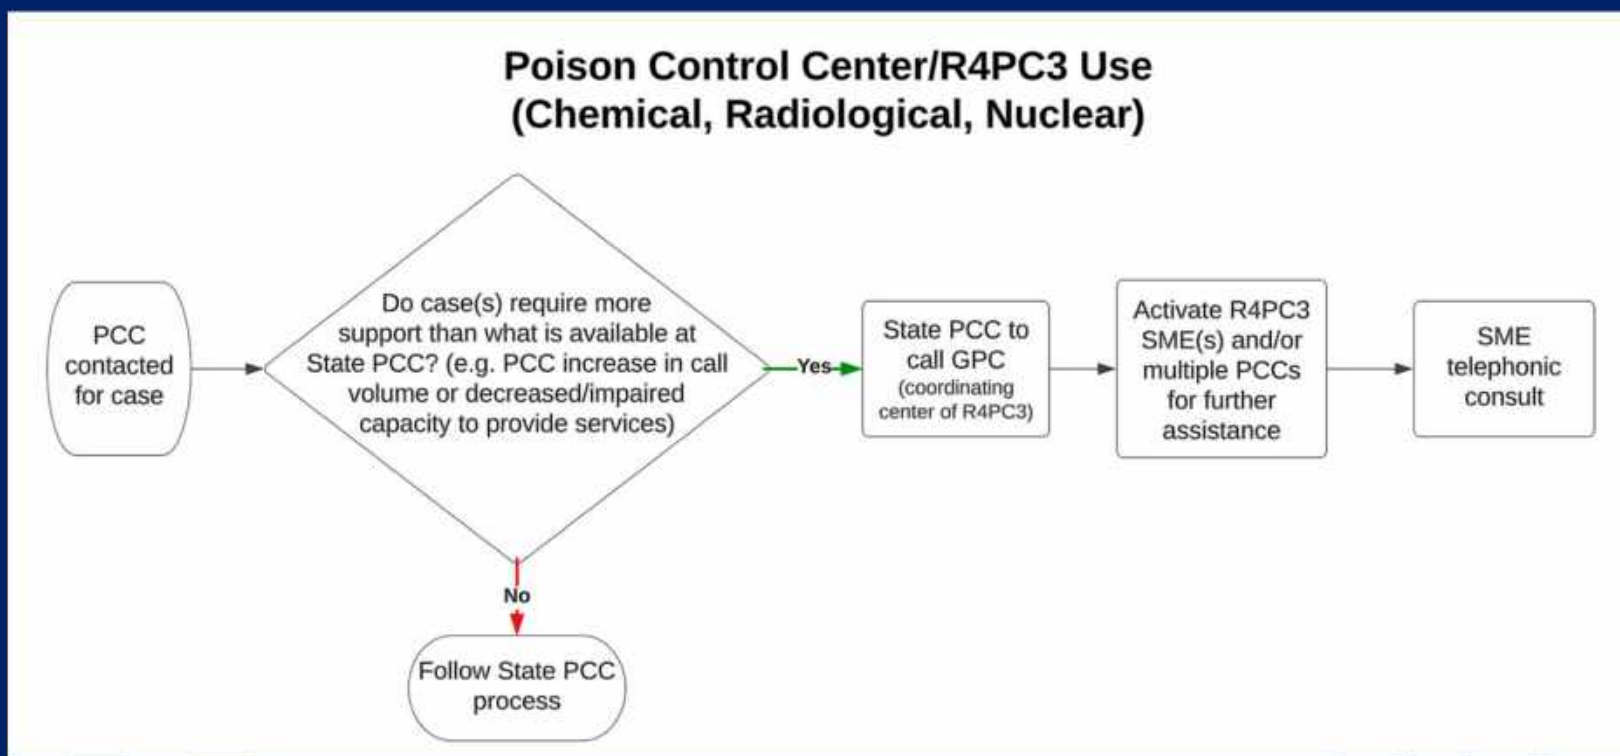 Poison Control Center/R4PC3 Use
(Chemical, Radiological, Nuclear)
PCC
contacted
for case
Do case(s) require more
support than what is available at
State PCC? (e.g. PCC increase in call
volume or decreased/impaired
capacity to provide services)
Yes
State PCC to
call GPC
(coordinating
center of R4PC3)
Activate R4PC3
SME(s) and/or
multiple PCCs
for further
assistance
SME
telephonic
consult
No
Follow State PCC
process